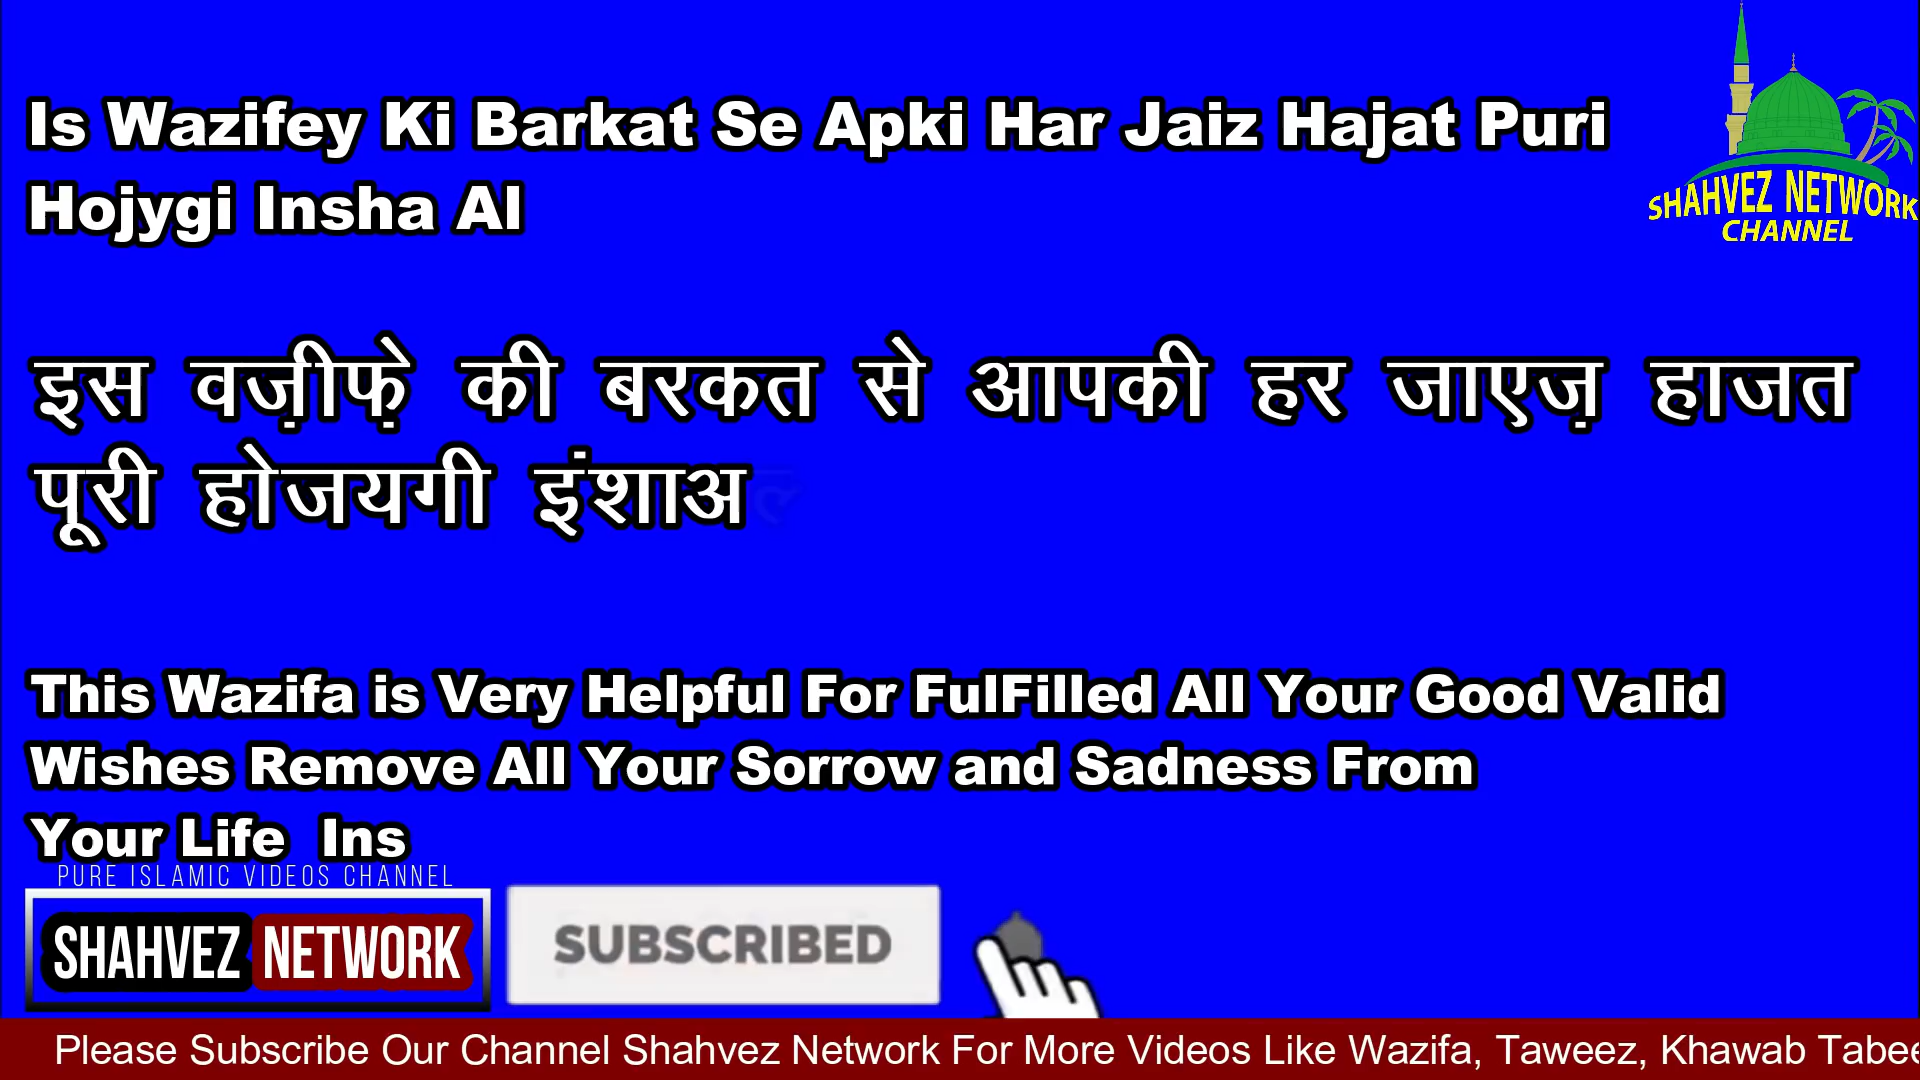 Is Wazifey Ki Barkat Se Apki Har Jaiz Hajat Puri
Hojygi Insha Al
SHAHVEZ NETWORK
CHANNEL
इस वज़ीफ़े की बरकत से आपकी हर जाएज़ हाजत
पूरी होजयगी इंशाअ
This Wazifa is Very Helpful For FulFilled All Your Good Valid
Wishes Remove All Your Sorrow and Sadness From
Your Life Ins
PURE ISLAMIC VIDEOS CHANNEL
SHAHVEZ NETWORK
SUBSCRIBED
Please Subscribe Our Channel Shahvez Network For More Videos Like Wazifa, Taweez, Khawab Tabee